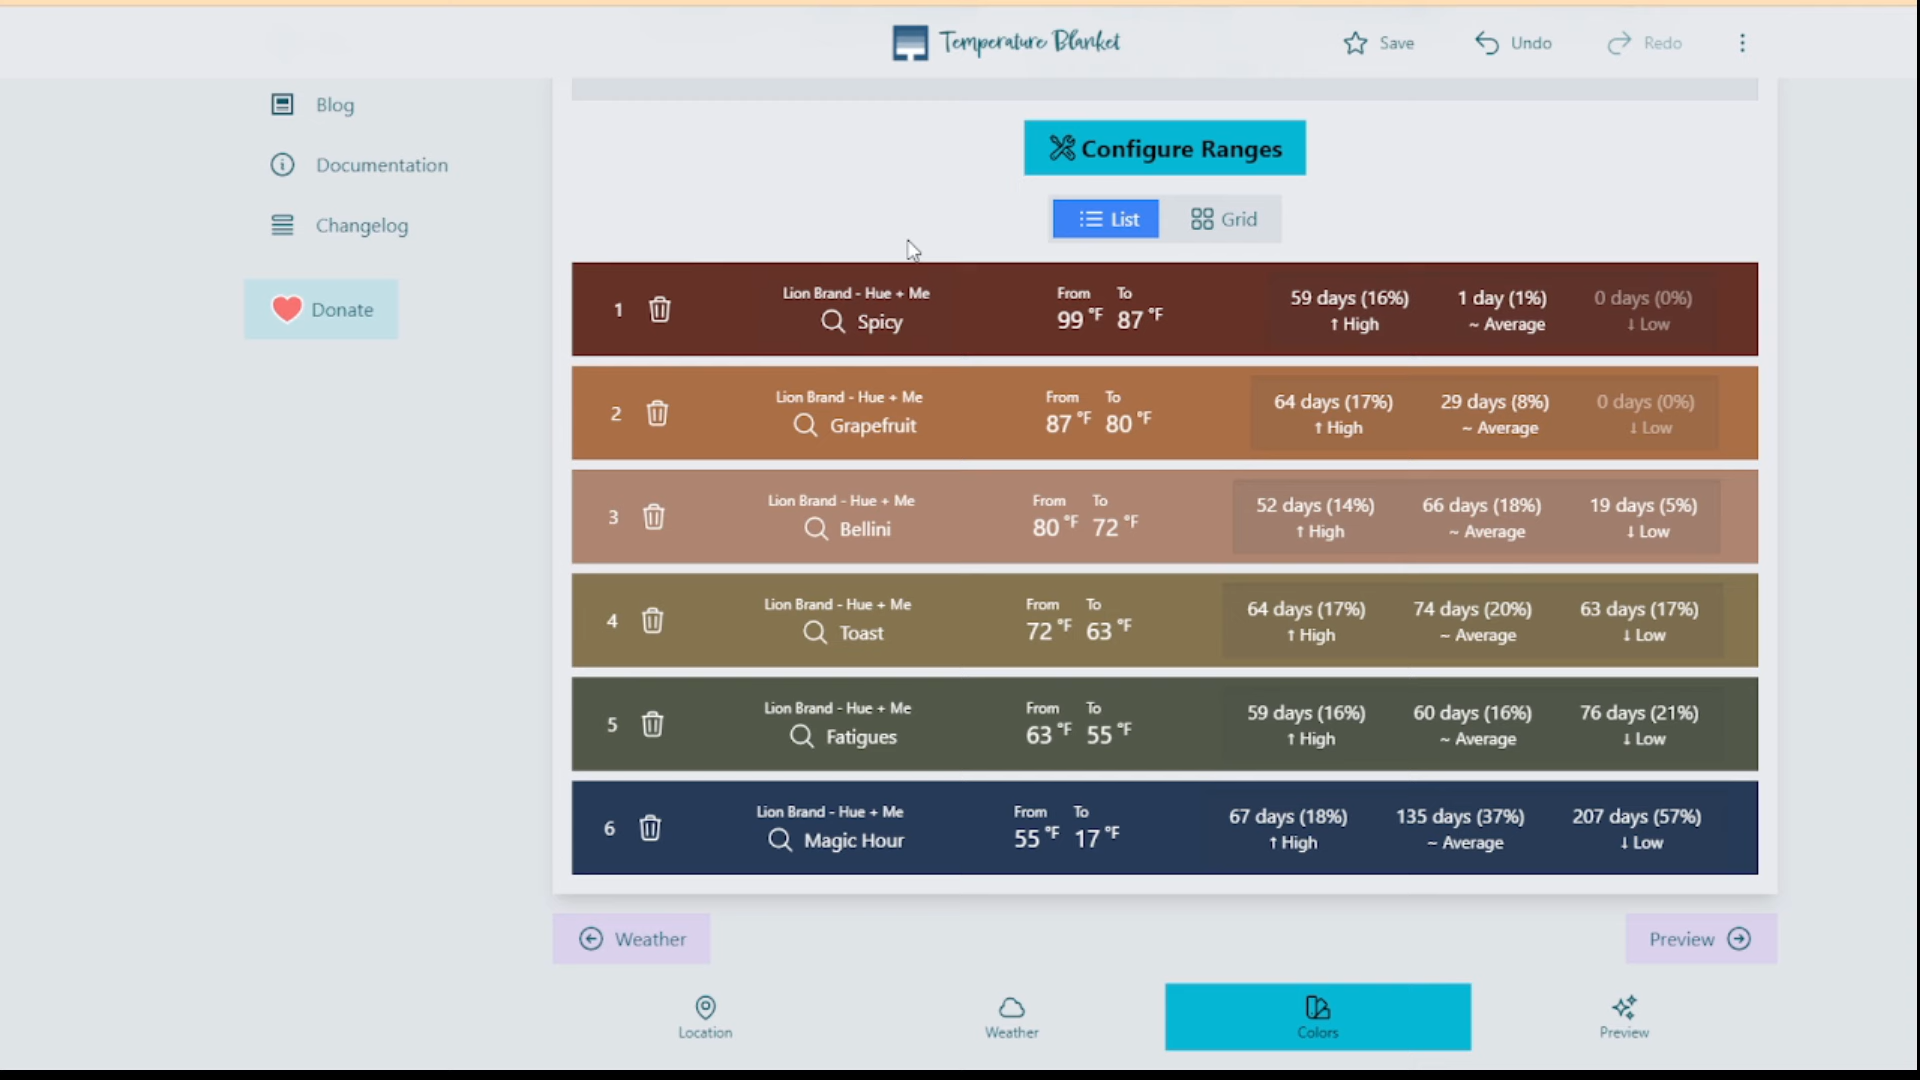 Temperature Blanket
Save
Undo
Redo
Blog
Documentation
Changelog
Donate
Configure Ranges
List
Grid
1
Lion Brand - Hue + Me
Spicy
From To
99 °F 87 °F
59 days (16%) 1 day (1%) 0 days (0%)
↑ High ~ Average ↓ Low
2
Lion Brand - Hue + Me
Grapefruit
From To
87 °F 80 °F
64 days (17%) 29 days (8%) 0 days (0%)
↑ High ~ Average ↓ Low
3
Lion Brand - Hue + Me
Bellini
From To
80 °F 72 °F
52 days (14%) 66 days (18%) 19 days (5%)
↑ High ~ Average ↓ Low
4
Lion Brand - Hue + Me
Toast
From To
72 °F 63 °F
64 days (17%) 74 days (20%) 63 days (17%)
↑ High ~ Average ↓ Low
5
Lion Brand - Hue + Me
Fatigues
From To
63 °F 55 °F
59 days (16%) 60 days (16%) 76 days (21%)
↑ High ~ Average ↓ Low
6
Lion Brand - Hue + Me
Magic Hour
From To
55 °F 17 °F
67 days (18%) 135 days (37%) 207 days (57%)
↑ High ~ Average ↓ Low
Weather
Preview
Location
Weather
Colors
Preview